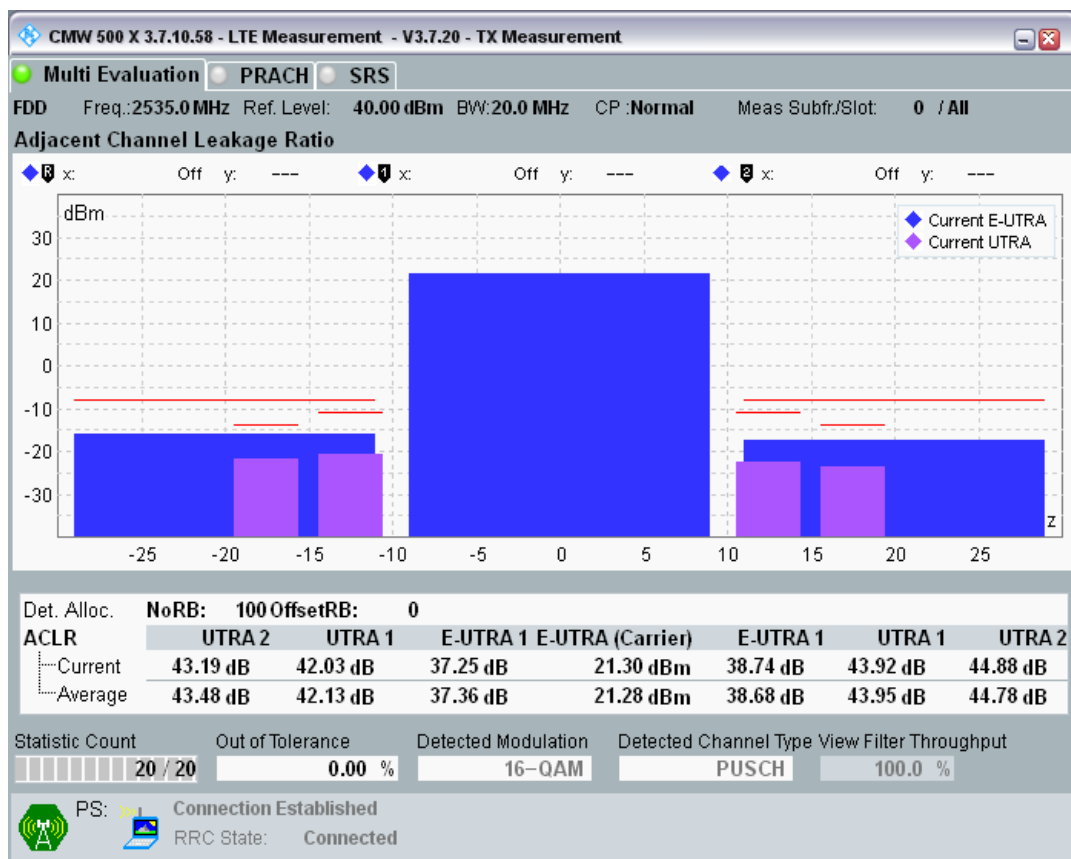 CMW 500 X 3.7.10.58 - LTE Measurement - V3.7.20 - TX Measurement
Multi Evaluation PRACH SRS
FDD Freq.:2535.0 MHz Ref. Level: 40.00 dBm BW:20.0 MHz CP :Normal Meas Subfr./Slot: 0 / All
Adjacent Channel Leakage Ratio
R x: Off y: --- 1 x: Off y: --- 2 x: Off y: ---
dBm
Current E-UTRA
Current UTRA
30
20
10
0
-10
-20
-30
z
-25 -20 -15 -10 -5 0 5 10 15 20 25
Det. Alloc. NoRB: 100 OffsetRB: 0
ACLR UTRA 2 UTRA 1 E-UTRA 1 E-UTRA (Carrier) E-UTRA 1 UTRA 1 UTRA 2
Current 43.19 dB 42.03 dB 37.25 dB 21.30 dBm 38.74 dB 43.92 dB 44.88 dB
Average 43.48 dB 42.13 dB 37.36 dB 21.28 dBm 38.68 dB 43.95 dB 44.78 dB
Statistic Count Out of Tolerance Detected Modulation Detected Channel Type View Filter Throughput
20 / 20 0.00 % 16-QAM PUSCH 100.0 %
PS: Connection Established
RRC State: Connected